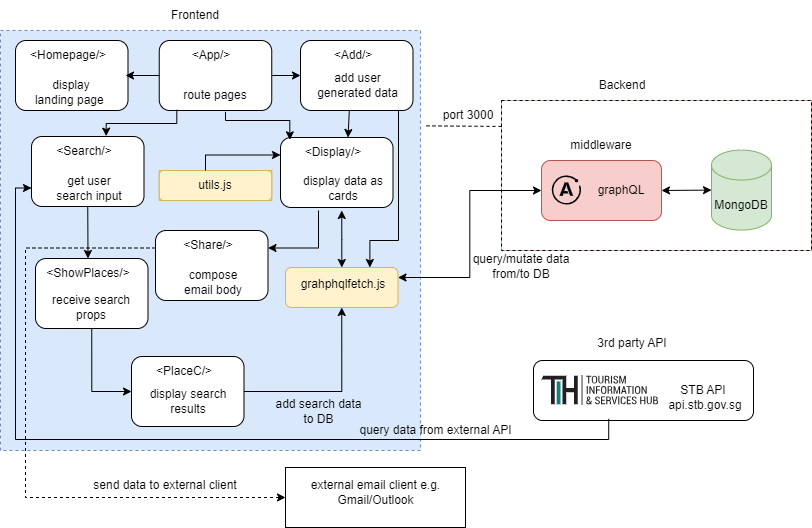 Frontend
<Homepage/>
display
landing page
<App/>
route pages
<Add/>
add user
generated data
Backend
port 3000
<Search/>
get user
search input
utils.js
<Display/>
display data as
cards
middleware
A
graphQL
MongoDB
<Share/>
compose
email body
<ShowPlaces/>
receive search
props
grahphqlfetch.js
query/mutate data
from/to DB
<PlaceC/>
display search
results
add search data
to DB
3rd party API
TIH
TOURISM
INFORMATION
& SERVICES HUB
STB API
api.stb.gov.sg
query data from external API
send data to external client
external email client e.g.
Gmail/Outlook